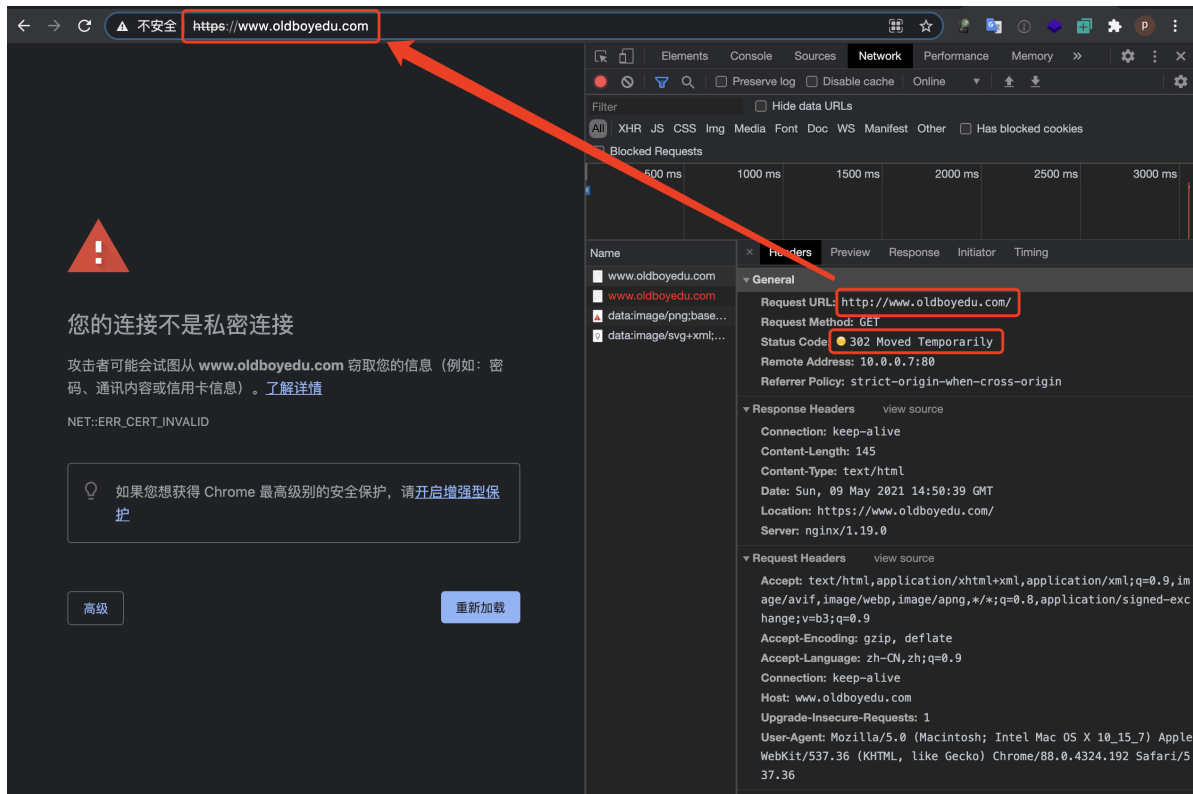 不安全 https://www.oldboyedu.com
P
Elements Console Sources Network Performance Memory »
Preserve log Disable cache Online
Filter Hide data URLs
All XHR JS CSS Img Media Font Doc WS Manifest Other Has blocked cookies
Blocked Requests
500 ms 1000 ms 1500 ms 2000 ms 2500 ms 3000 ms
您的连接不是私密连接
攻击者可能会试图从 www.oldboyedu.com 窃取您的信息（例如：密
码、通讯内容或信用卡信息）。了解详情
NET::ERR_CERT_INVALID
如果您想获得 Chrome 最高级别的安全保护，请开启增强型保
护
高级 重新加载
Name
www.oldboyedu.com
www.oldboyedu.com
data:image/png;base...
data:image/svg+xml;...
× Headers Preview Response Initiator Timing
General
Request URL: http://www.oldboyedu.com/
Request Method: GET
Status Code: 302 Moved Temporarily
Remote Address: 10.0.0.7:80
Referrer Policy: strict-origin-when-cross-origin
Response Headers view source
Connection: keep-alive
Content-Length: 145
Content-Type: text/html
Date: Sun, 09 May 2021 14:50:39 GMT
Location: https://www.oldboyedu.com/
Server: nginx/1.19.0
Request Headers view source
Accept: text/html,application/xhtml+xml,application/xml;q=0.9,im
age/avif,image/webp,image/apng,*/*;q=0.8,application/signed-exc
hange;v=b3;q=0.9
Accept-Encoding: gzip, deflate
Accept-Language: zh-CN,zh;q=0.9
Connection: keep-alive
Host: www.oldboyedu.com
Upgrade-Insecure-Requests: 1
User-Agent: Mozilla/5.0 (Macintosh; Intel Mac OS X 10_15_7) Apple
WebKit/537.36 (KHTML, like Gecko) Chrome/88.0.4324.192 Safari/5
37.36